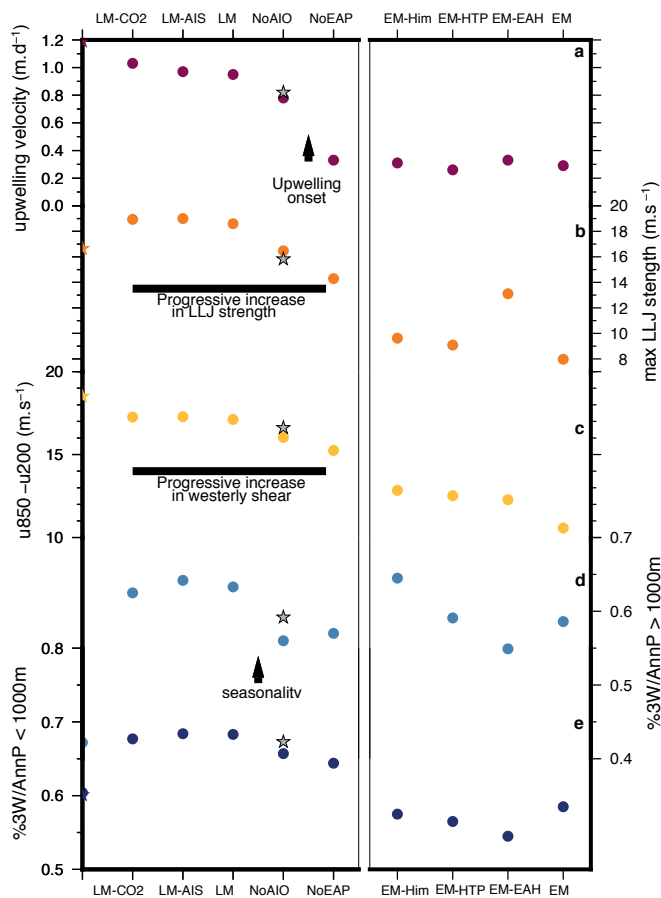 LM-CO2 LM-AIS LM NoAIO NoEAP EM-Him EM-HTP EM-EAH EM
upwelling velocity (m.d⁻¹)
1.2
1.0
0.8
0.6
0.4
0.2
0.0
a
Upwelling
onset
20
18
16
14
12
10
8
max LLJ stength (m.s⁻¹)
b
Progressive increase
in LLJ strength
u850−u200 (m.s⁻¹)
20
15
10
c
Progressive increase
in westerly shear
0.7
0.6
0.5
0.4
%3W/AnnP > 1000m
d
seasonality
%3W/AnnP < 1000m
0.8
0.7
0.6
0.5
e
LM-CO2 LM-AIS LM NoAIO NoEAP EM-Him EM-HTP EM-EAH EM